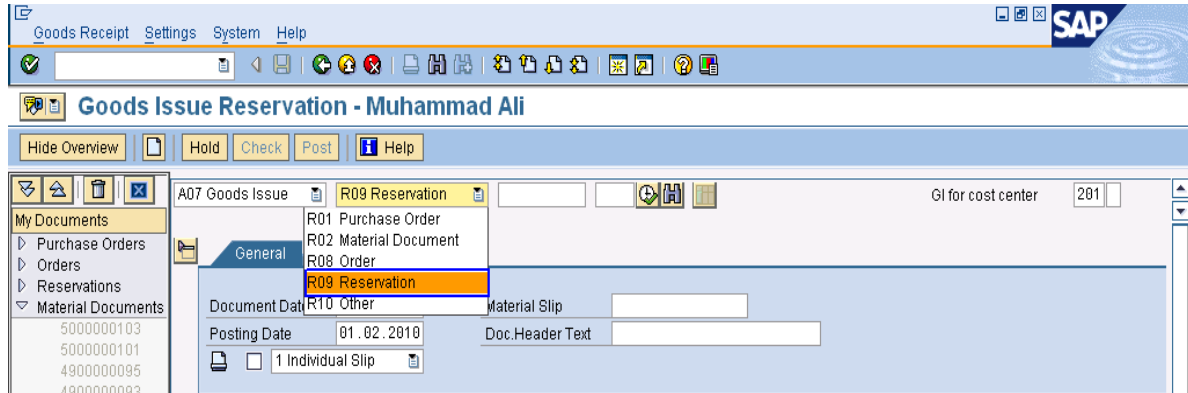 Goods Receipt Settings System Help
SAP
Goods Issue Reservation - Muhammad Ali
Hide Overview Hold Check Post Help
A07 Goods Issue R09 Reservation GI for cost center 201
My Documents
Purchase Orders
Orders
Reservations
Material Documents
5000000103
5000000101
4900000095
4900000093
R01 Purchase Order
R02 Material Document
R08 Order
R09 Reservation
R10 Other
General
Document Date Material Slip
Posting Date 01.02.2010 Doc.Header Text
1 Individual Slip